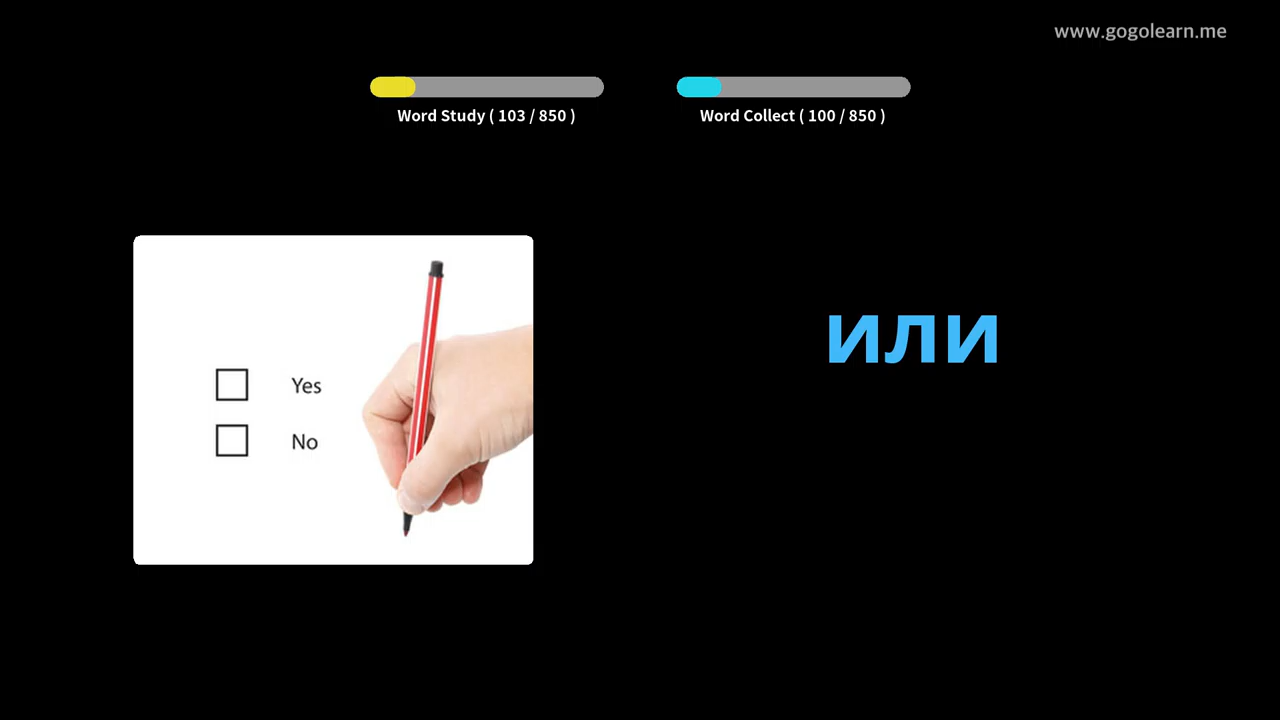 www.gogolearn.me
Word Study ( 103 / 850 )
Word Collect ( 100 / 850 )
Yes
No
или